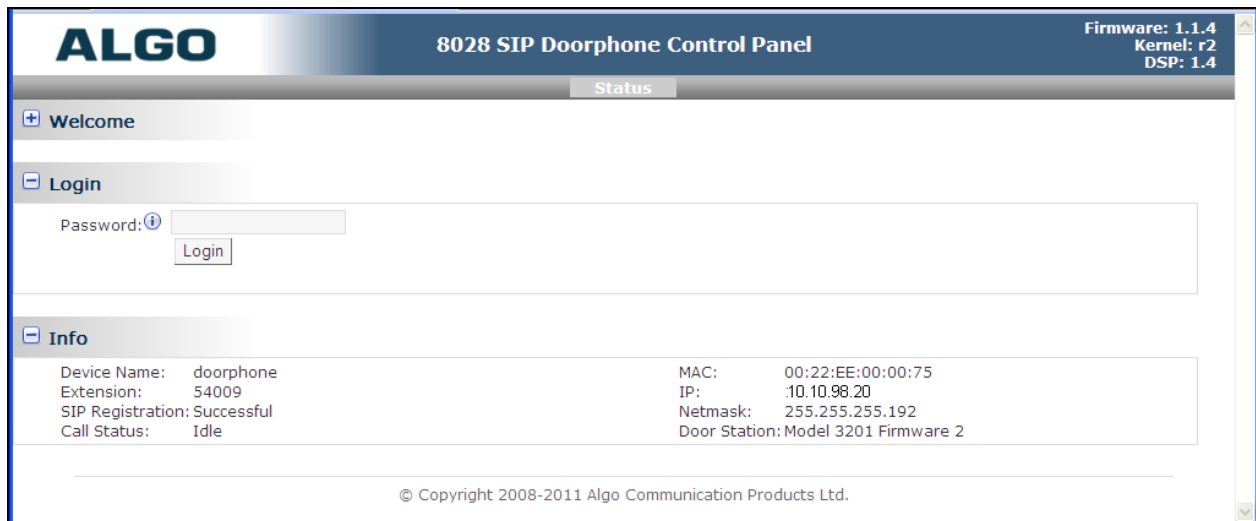 ALGO
8028 SIP Doorphone Control Panel
Firmware: 1.1.4
Kernel: r2
DSP: 1.4
Status
Welcome
Login
Password:
Login
Info
Device Name: doorphone
Extension: 54009
SIP Registration: Successful
Call Status: Idle
MAC: 00:22:EE:00:00:75
IP: 10.10.98.20
Netmask: 255.255.255.192
Door Station: Model 3201 Firmware 2
© Copyright 2008-2011 Algo Communication Products Ltd.